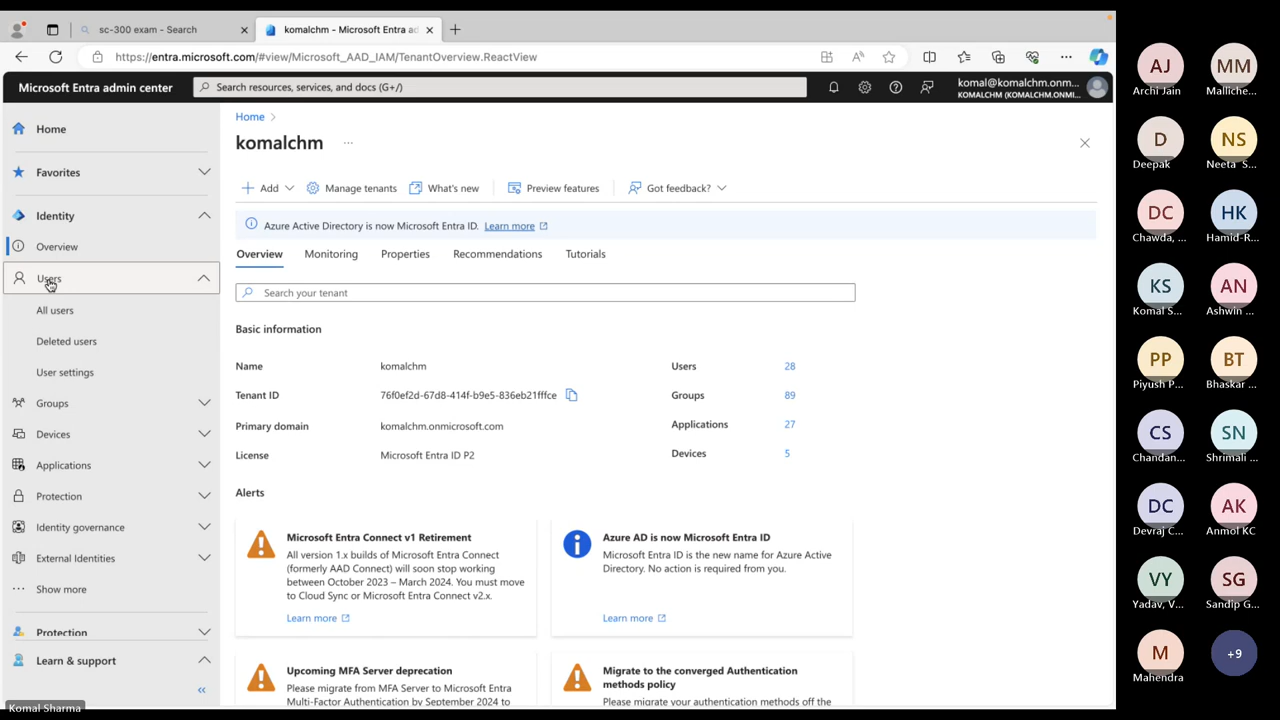 sc-300 exam - Search
komalchm - Microsoft Entra ad
https://entra.microsoft.com/#view/Microsoft_AAD_IAM/TenantOverview.ReactView
Microsoft Entra admin center
Search resources, services, and docs (G+/)
komal@komalchm.onm...
KOMALCHM (KOMALCHM.ONMI...
Home
Favorites
Identity
Overview
Users
All users
Deleted users
User settings
Groups
Devices
Applications
Protection
Identity governance
External Identities
Show more
Protection
Learn & support
Home
komalchm
Add
Manage tenants
What's new
Preview features
Got feedback?
Azure Active Directory is now Microsoft Entra ID. Learn more
Overview
Monitoring
Properties
Recommendations
Tutorials
Search your tenant
Basic information
Name komalchm
Tenant ID 76f0ef2d-67d8-414f-b9e5-836eb21fffce
Primary domain komalchm.onmicrosoft.com
License Microsoft Entra ID P2
Users 28
Groups 89
Applications 27
Devices 5
Alerts
Microsoft Entra Connect v1 Retirement
All version 1.x builds of Microsoft Entra Connect
(formerly AAD Connect) will soon stop working
between October 2023 – March 2024. You must move
to Cloud Sync or Microsoft Entra Connect v2.x.
Learn more
Azure AD is now Microsoft Entra ID
Microsoft Entra ID is the new name for Azure Active
Directory. No action is required from you.
Learn more
Upcoming MFA Server deprecation
Please migrate from MFA Server to Microsoft Entra
Multi-Factor Authentication by September 2024 to
Migrate to the converged Authentication
methods policy
Please migrate your authentication methods off the
Komal Sharma
AJ
Archi Jain
MM
Malliche...
D
Deepak
NS
Neeta S...
DC
Chawda, ...
HK
Hamid-R...
KS
Komal S...
AN
Ashwin ...
PP
Piyush P...
BT
Bhaskar ...
CS
Chandan...
SN
Shrimali ...
DC
Devraj C...
AK
Anmol KC
VY
Yadav, V...
SG
Sandip G...
M
Mahendra
+9